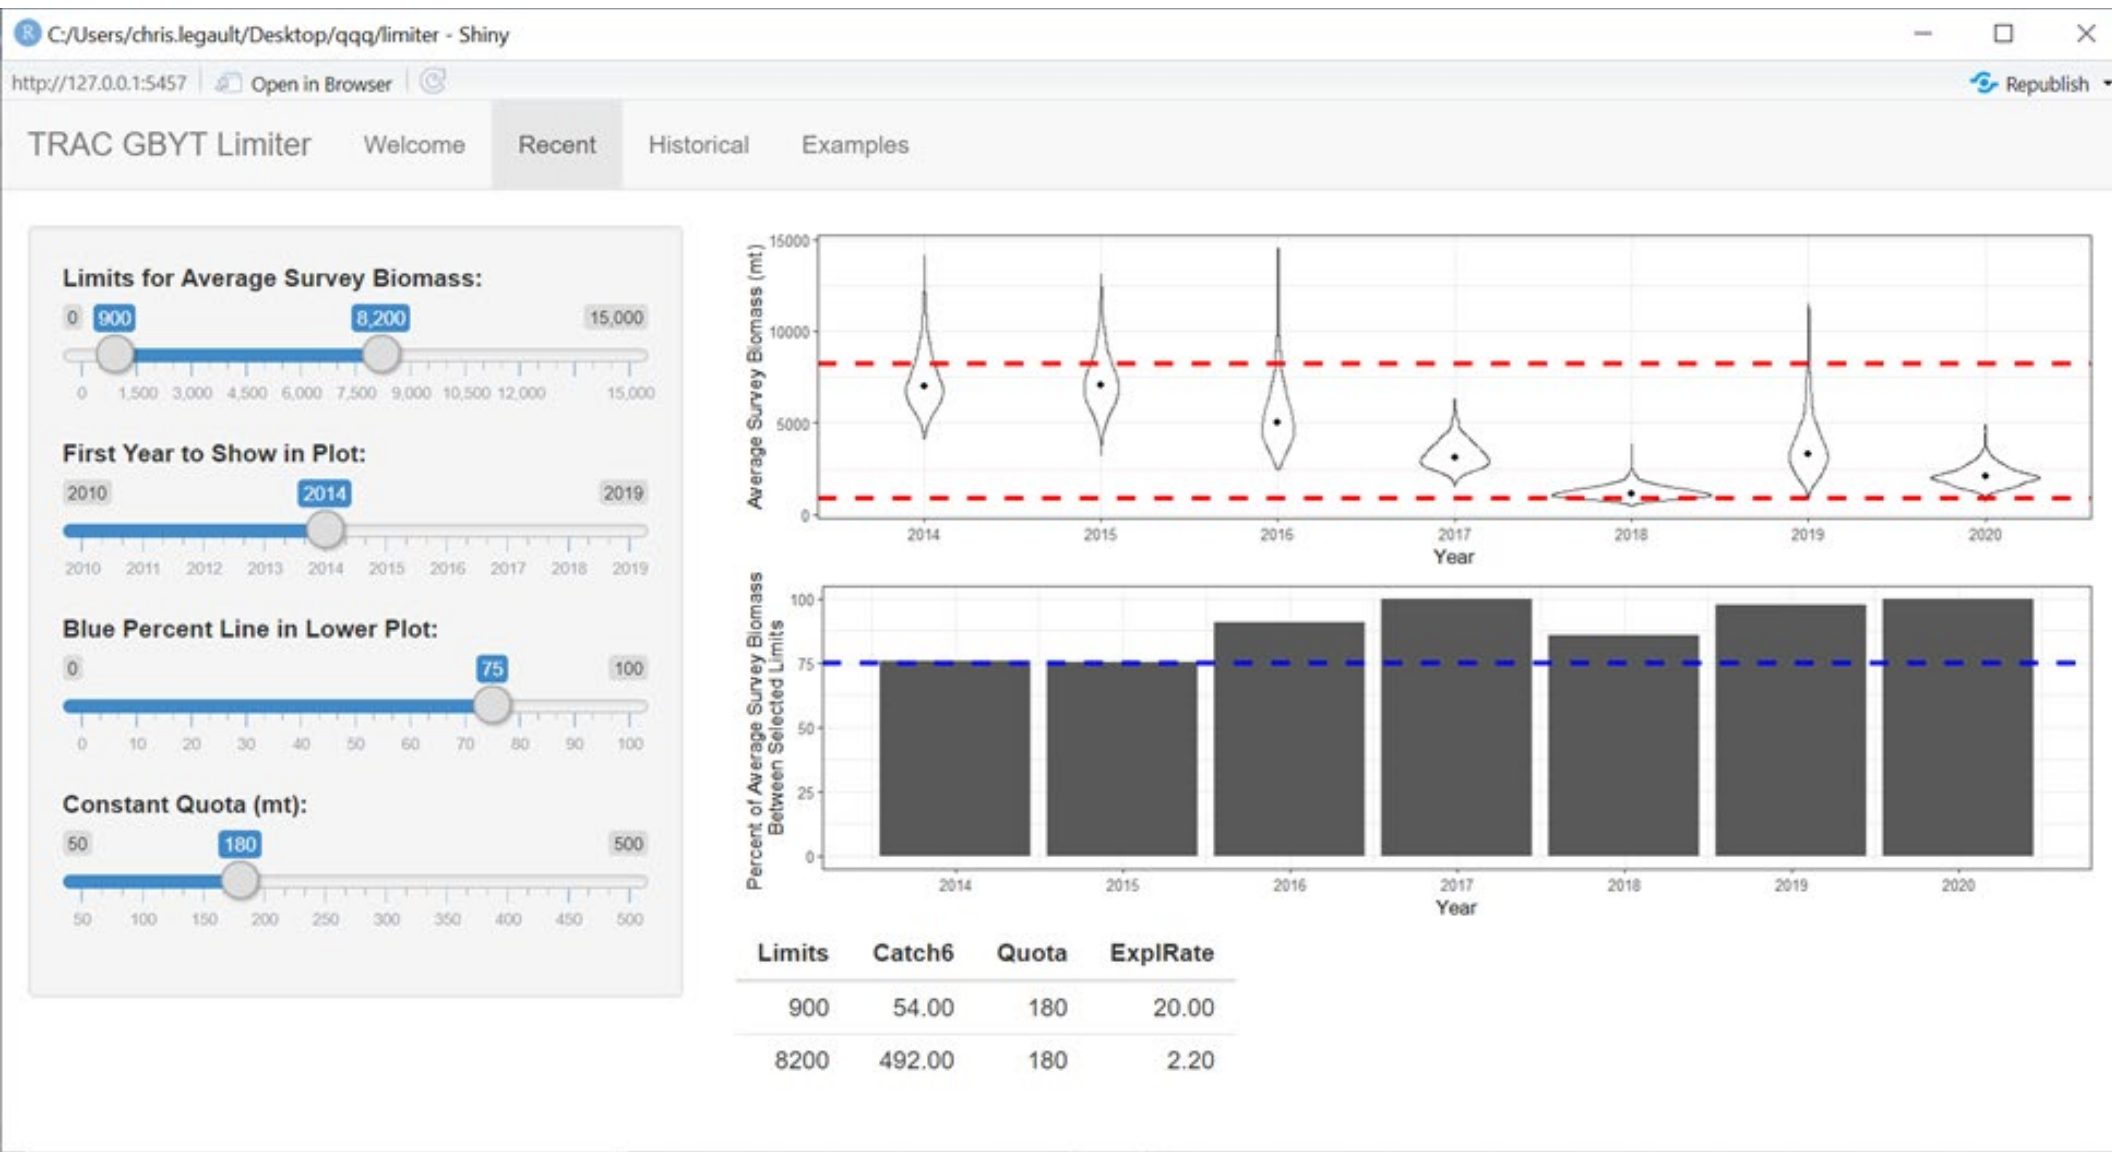 R C:/Users/chris.legault/Desktop/qqq/limiter - Shiny
http://127.0.0.1:5457 Open in Browser Republish
TRAC GBYT Limiter Welcome Recent Historical Examples
Limits for Average Survey Biomass:
0 900 8,200 15,000
0 1,500 3,000 4,500 6,000 7,500 9,000 10,500 12,000 15,000
First Year to Show in Plot:
2010 2014 2019
2010 2011 2012 2013 2014 2015 2016 2017 2018 2019
Blue Percent Line in Lower Plot:
0 75 100
0 10 20 30 40 50 60 70 80 90 100
Constant Quota (mt):
50 180 500
50 100 150 200 250 300 350 400 450 500
Average Survey Biomass (mt)
15000
10000
5000
0
2014 2015 2016 2017 2018 2019 2020
Year
Percent of Average Survey Biomass
Between Selected Limits
100
75
50
25
0
2014 2015 2016 2017 2018 2019 2020
Year
Limits Catch6 Quota ExplRate
900 54.00 180 20.00
8200 492.00 180 2.20